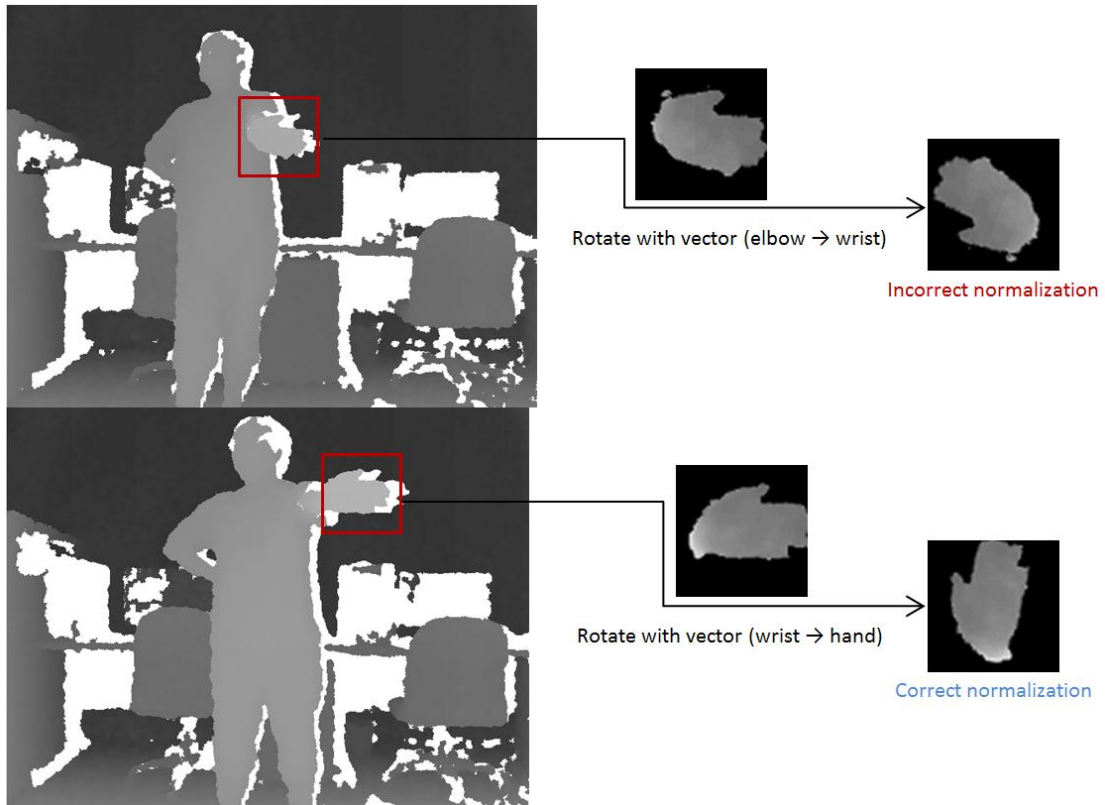 Rotate with vector (elbow → wrist)
Incorrect normalization
Rotate with vector (wrist → hand)
Correct normalization